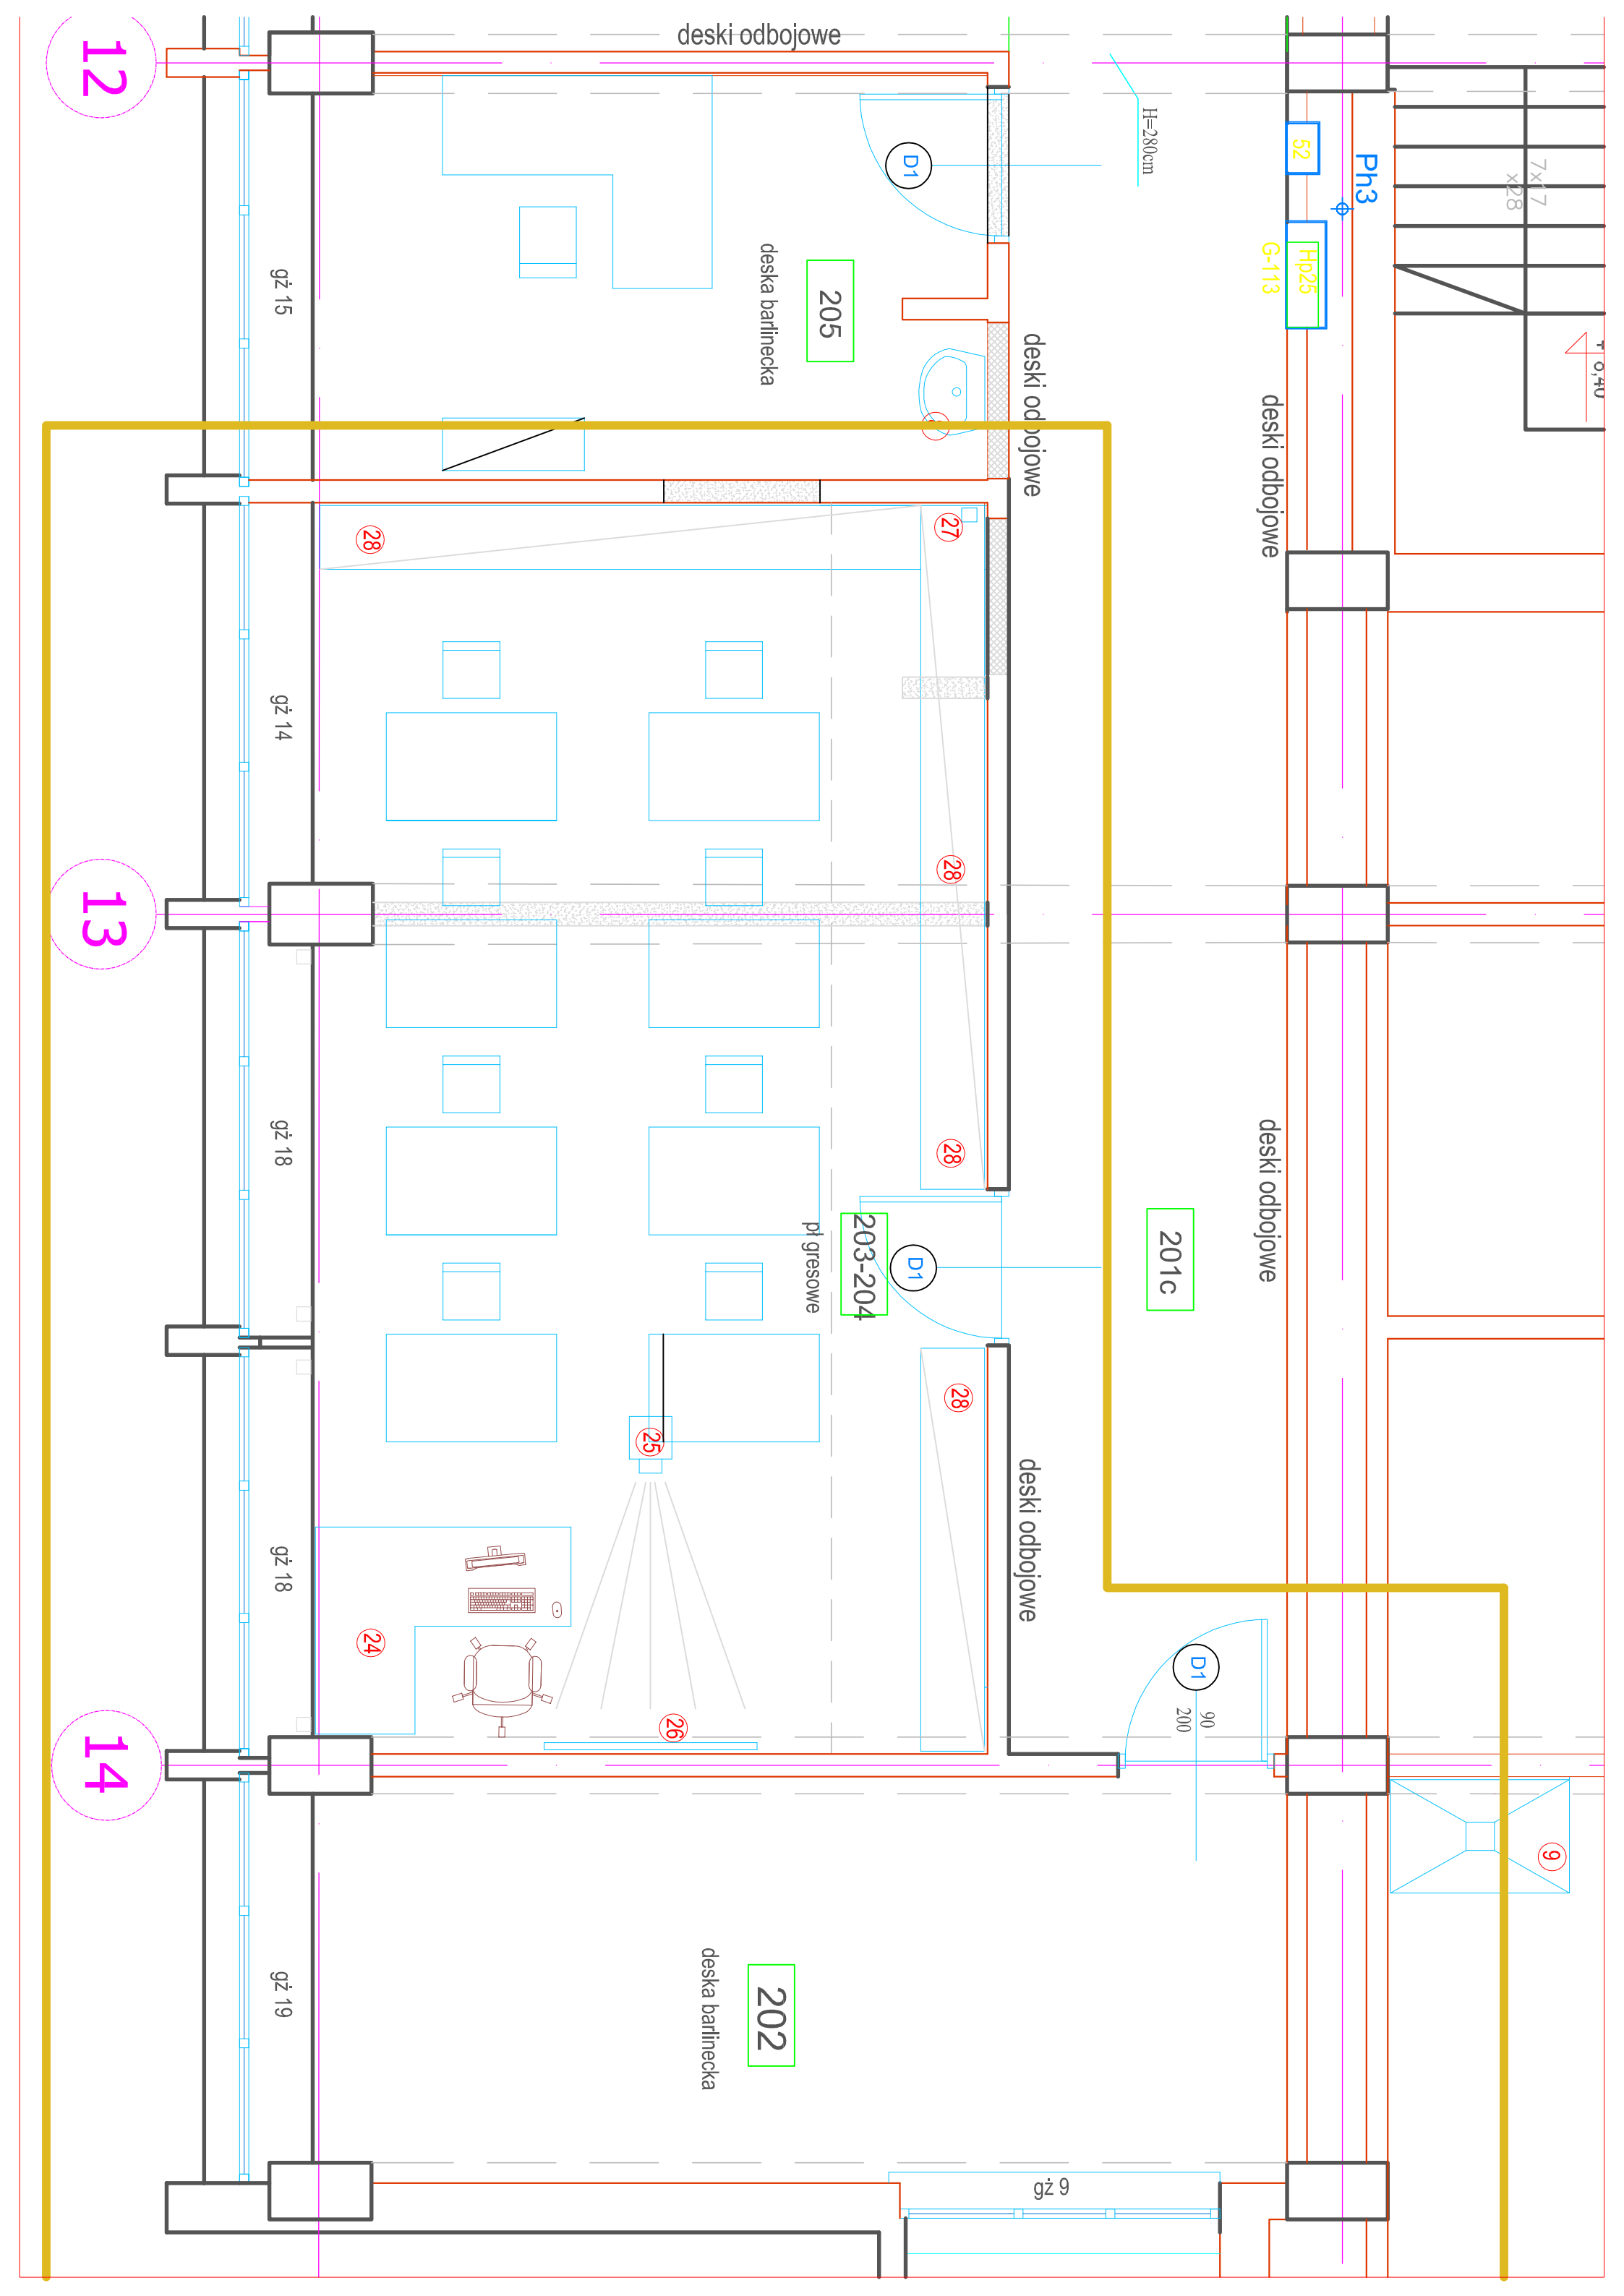 12
13
14
deski odbojowe
H=280cm
D1
52
Ph3
Hp25
G-113
7x17
x28
205
deska barlinecka
gż 15
deski odbojowe
deski odbojowe
28
27
gż 14
28
28
gż 18
203-204
pł gresowe
D1
201c
deski odbojowe
28
25
deski odbojowe
gż 18
24
26
D1
90
200
9
202
deska barlinecka
gż 19
gż 9